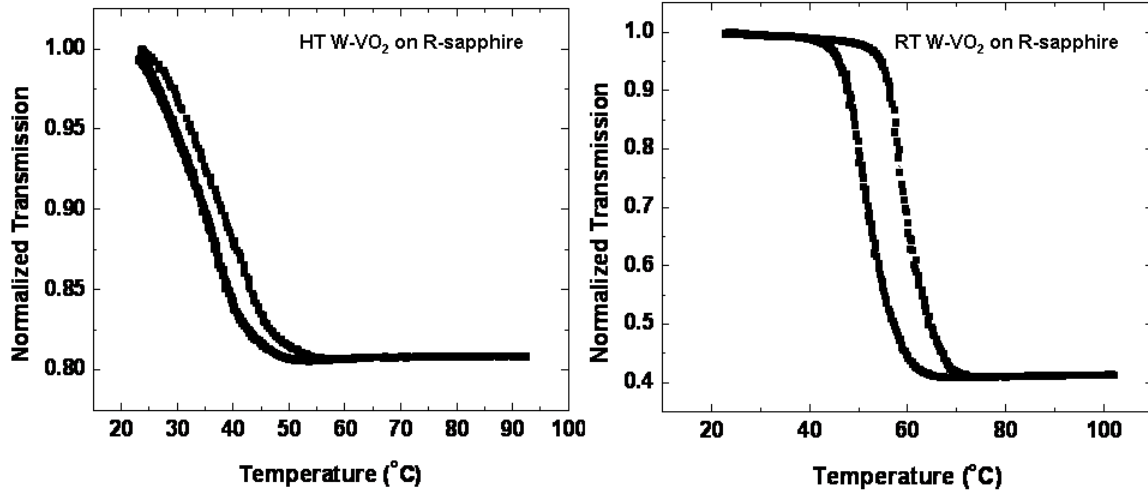 HT W-VO₂ on R-sapphire
1.00
0.95
0.90
0.85
0.80
Normalized Transmission
20 30 40 50 60 70 80 90 100
Temperature (°C)
RT W-VO₂ on R-sapphire
1.0
0.9
0.8
0.7
0.6
0.5
0.4
Normalized Transmission
20 40 60 80 100
Temperature (°C)